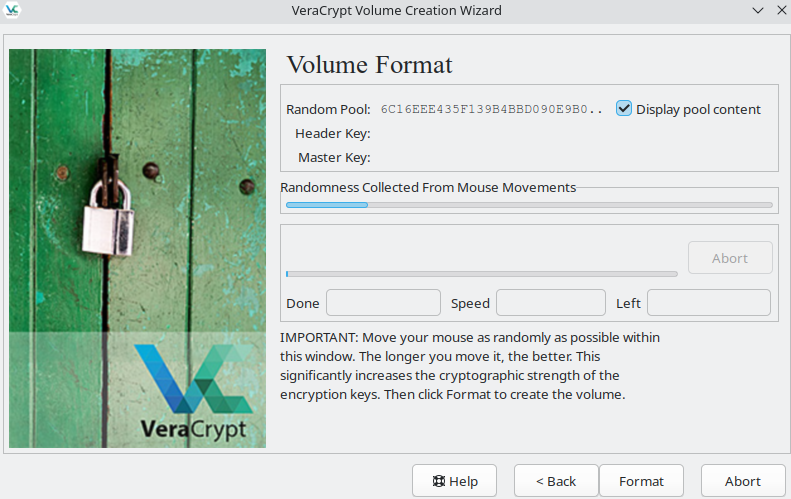 VeraCrypt Volume Creation Wizard
Volume Format
Random Pool: 6C16EEE435F139B4BBD090E9B0.. Display pool content
Header Key:
Master Key:
Randomness Collected From Mouse Movements
Abort
Done Speed Left
IMPORTANT: Move your mouse as randomly as possible within
this window. The longer you move it, the better. This
significantly increases the cryptographic strength of the
encryption keys. Then click Format to create the volume.
VeraCrypt
Help < Back Format Abort